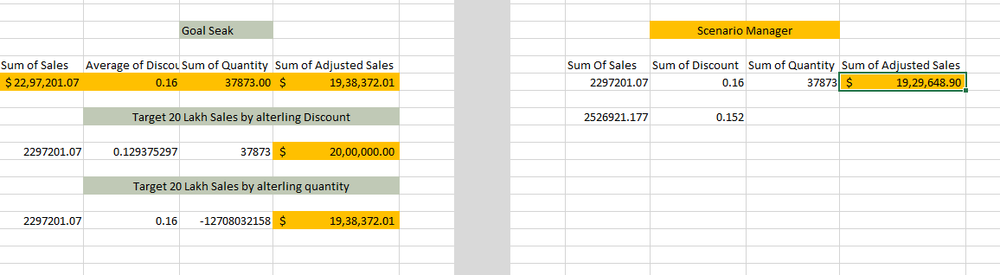 Goal Seak
Sum of Sales Average of Discou Sum of Quantity Sum of Adjusted Sales
$ 22,97,201.07 0.16 37873.00 $ 19,38,372.01
Target 20 Lakh Sales by alterling Discount
2297201.07 0.129375297 37873 $ 20,00,000.00
Target 20 Lakh Sales by alterling quantity
2297201.07 0.16 -12708032158 $ 19,38,372.01
Scenario Manager
Sum Of Sales Sum of Discount Sum of Quantity Sum of Adjusted Sales
2297201.07 0.16 37873 $ 19,29,648.90
2526921.177 0.152